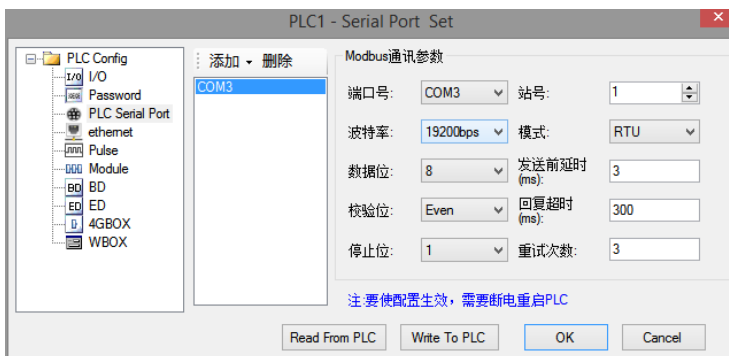 PLC1 - Serial Port Set
PLC Config
I/O I/O
Password
PLC Serial Port
ethernet
Pulse
Module
BD BD
ED ED
4GBOX
WBOX
添加 删除
COM3
Modbus通讯参数
端口号: COM3 站号: 1
波特率: 19200bps 模式: RTU
数据位: 8 发送前延时(ms): 3
校验位: Even 回复超时(ms): 300
停止位: 1 重试次数: 3
注:要使配置生效，需要断电重启PLC
Read From PLC Write To PLC OK Cancel